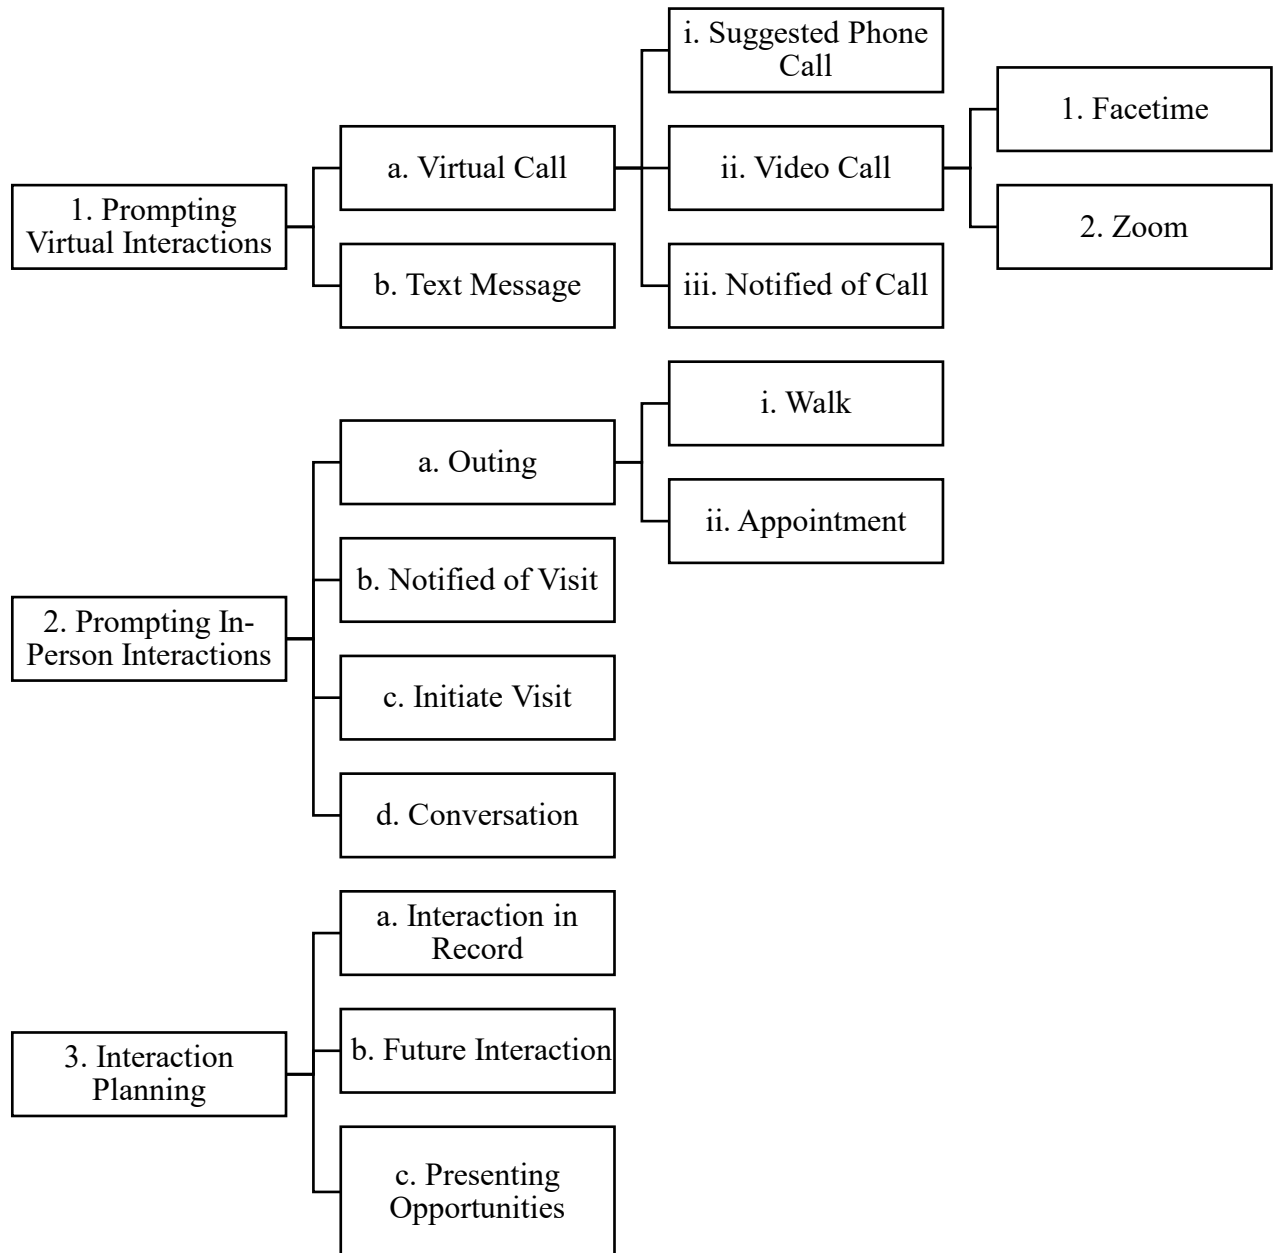 1. Prompting
Virtual Interactions
a. Virtual Call
i. Suggested Phone
Call
ii. Video Call
1. Facetime
2. Zoom
iii. Notified of Call
b. Text Message
2. Prompting In-
Person Interactions
a. Outing
i. Walk
ii. Appointment
b. Notified of Visit
c. Initiate Visit
d. Conversation
3. Interaction
Planning
a. Interaction in
Record
b. Future Interaction
c. Presenting
Opportunities